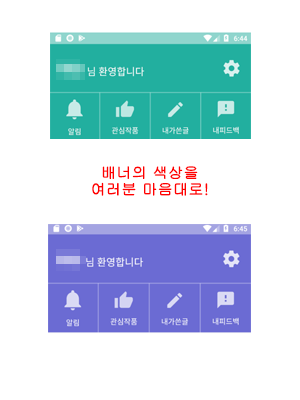 6:44
님 환영합니다
알림 관심작품 내가쓴글 내피드백
배너의 색상을
여러분 마음대로!
6:45
님 환영합니다
알림 관심작품 내가쓴글 내피드백